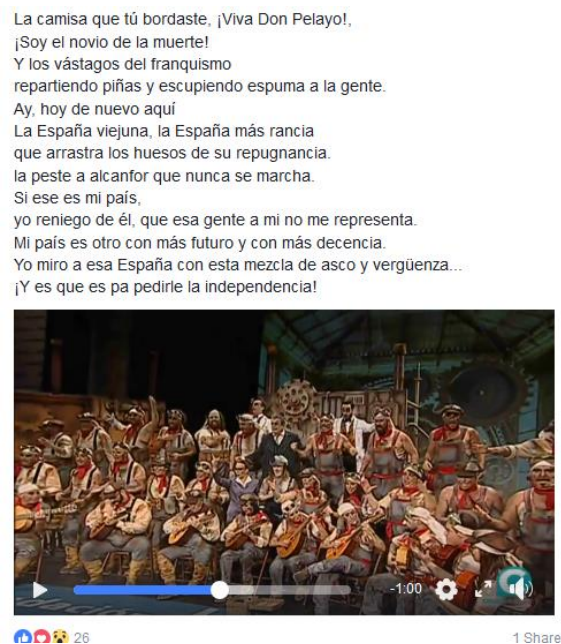 La camisa que tú bordaste, ¡Viva Don Pelayo!,
¡Soy el novio de la muerte!
Y los vástagos del franquismo
repartiendo piñas y escupiendo espuma a la gente.
Ay, hoy de nuevo aquí
La España viejuna, la España más rancia
que arrastra los huesos de su repugnancia.
la peste a alcanfor que nunca se marcha.
Si ese es mi país,
yo reniego de él, que esa gente a mi no me representa.
Mi país es otro con más futuro y con más decencia.
Yo miro a esa España con esta mezcla de asco y vergüenza...
¡Y es que es pa pedirle la independencia!
-1:00
26
1 Share